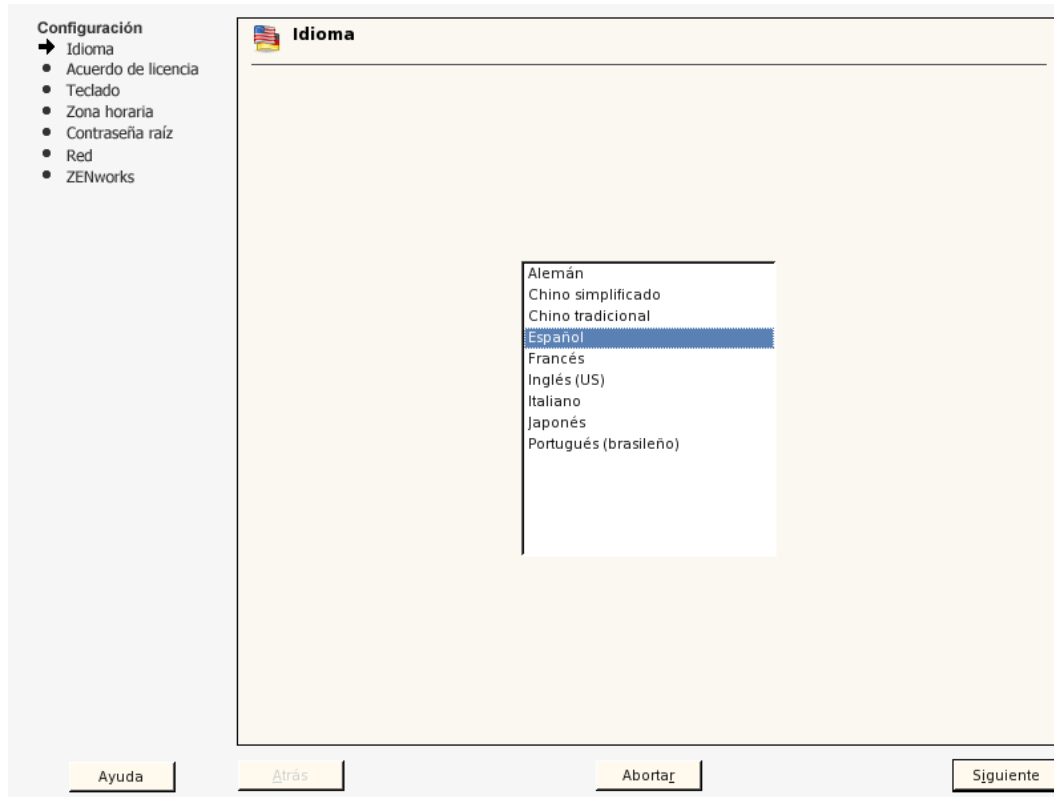 Configuración
Idioma
Acuerdo de licencia
Teclado
Zona horaria
Contraseña raíz
Red
ZENworks
Idioma
Alemán
Chino simplificado
Chino tradicional
Español
Francés
Inglés (US)
Italiano
Japonés
Portugués (brasileño)
Ayuda
Atrás
Abortar
Siguiente